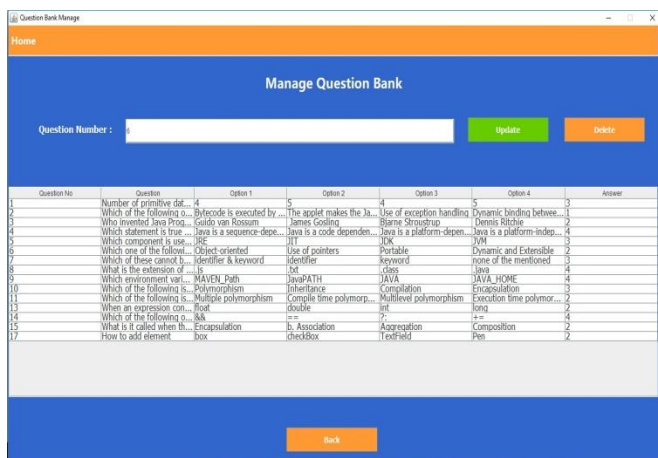 Question Bank Manage
Home
Manage Question Bank
Question Number :
Update
Delete
Question No Question Option 1 Option 2 Option 3 Option 4 Answer
1 Number of primitive dat... 4 5 4 5 3
2 Which of the following o... Bytecode is executed by ... The applet makes the Ja... Use of exception handling Dynamic binding betwee... 1
3 Who invented Java Prog... Guido van Rossum James Gosling Bjarne Stroustrup Dennis Ritchie 2
4 Which statement is true ... Java is a sequence-depe... Java is a code dependen... Java is a platform-depen... Java is a platform-indep... 4
5 Which component is use... JRE JIT JDK JVM 3
6 Which one of the followi... Object-oriented Use of pointers Portable Dynamic and Extensible 2
7 Which of these cannot b... identifier & keyword identifier keyword none of the mentioned 3
8 What is the extension of ... .js .txt .class .java 4
9 Which environment vari... MAVEN_Path JavaPATH JAVA JAVA_HOME 4
10 Which of the following is... Polymorphism Inheritance Compilation Encapsulation 3
11 Which of the following is... Multiple polymorphism Compile time polymorp... Multilevel polymorphism Execution time polymor... 2
13 When an expression con... float double int long 2
14 Which of the following o... && == ?: += 4
15 What is it called when th... Encapsulation b. Association Aggregation Composition 2
17 How to add element box checkBox TextField Pen 2
Back